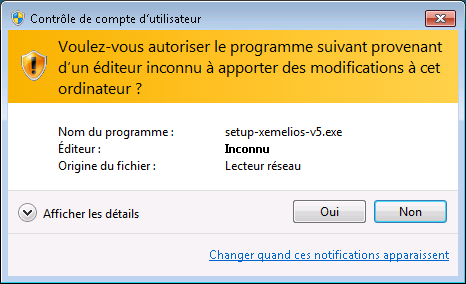 Contrôle de compte d'utilisateur
Voulez-vous autoriser le programme suivant provenant
d'un éditeur inconnu à apporter des modifications à cet
ordinateur ?
Nom du programme : setup-xemelios-v5.exe
Éditeur : Inconnu
Origine du fichier : Lecteur réseau
Afficher les détails Oui Non
Changer quand ces notifications apparaissent